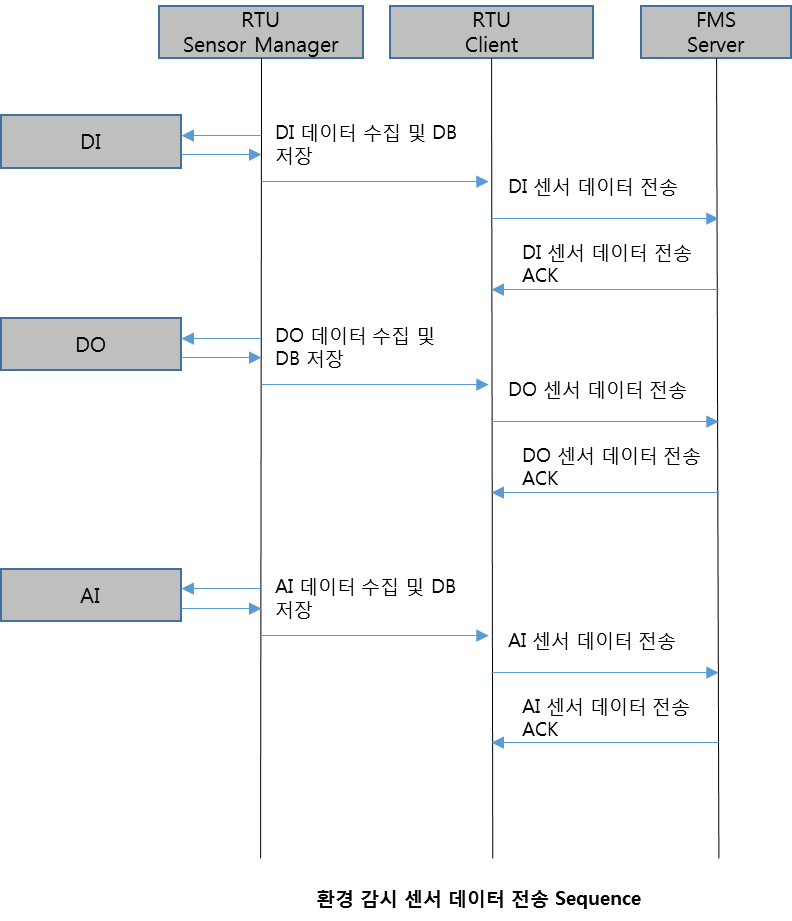 RTU
Sensor Manager
RTU
Client
FMS
Server
DI
DI 데이터 수집 및 DB
저장
DI 센서 데이터 전송
DI 센서 데이터 전송
ACK
DO
DO 데이터 수집 및
DB 저장
DO 센서 데이터 전송
DO 센서 데이터 전송
ACK
AI
AI 데이터 수집 및 DB
저장
AI 센서 데이터 전송
AI 센서 데이터 전송
ACK
환경 감시 센서 데이터 전송 Sequence